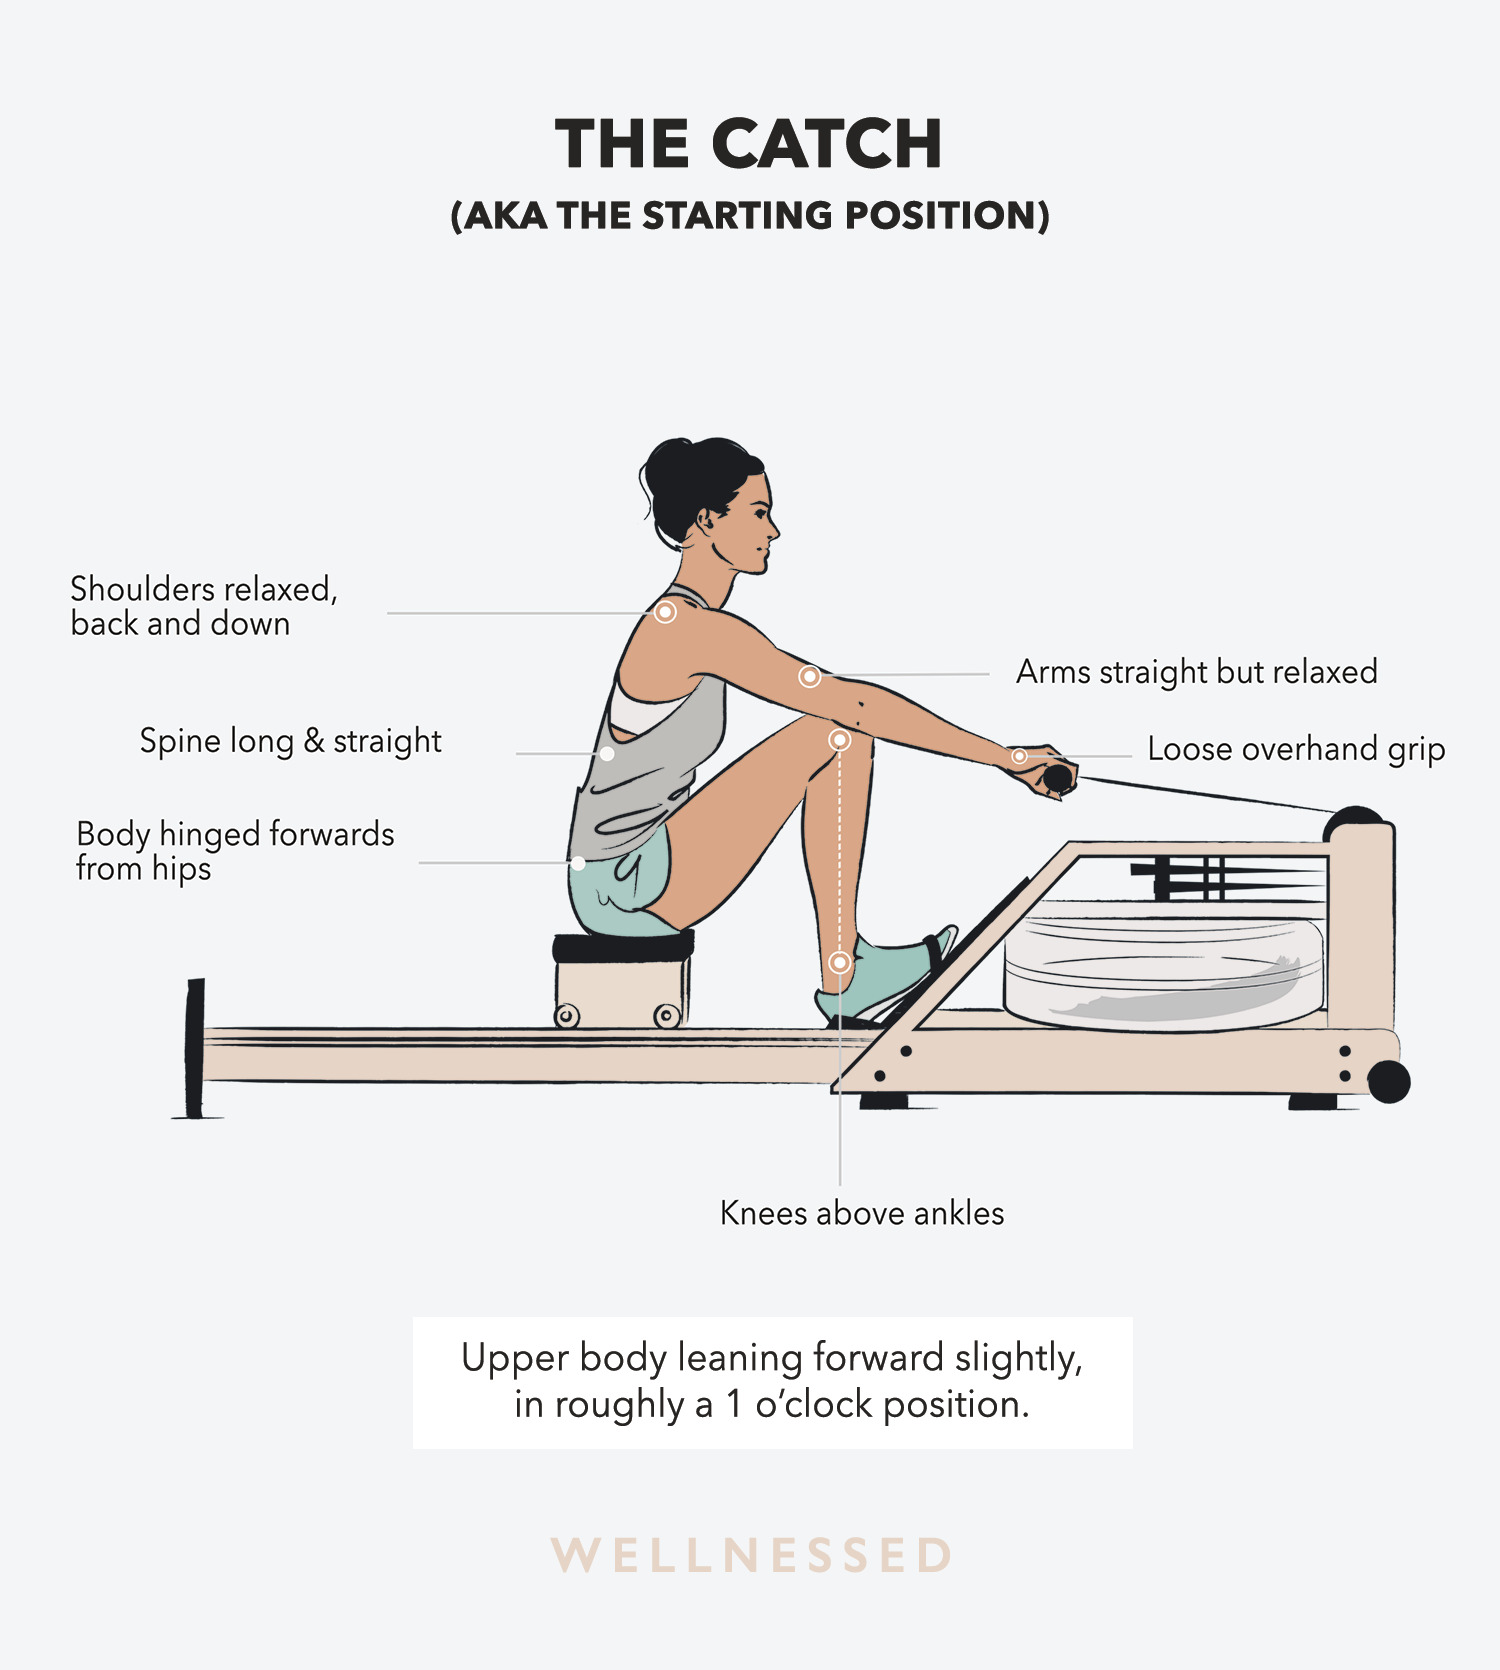 THE CATCH
(AKA THE STARTING POSITION)
Shoulders relaxed,
back and down
Arms straight but relaxed
Spine long & straight
Loose overhand grip
Body hinged forwards
from hips
Knees above ankles
Upper body leaning forward slightly,
in roughly a 1 o’clock position.
WELLNESSED